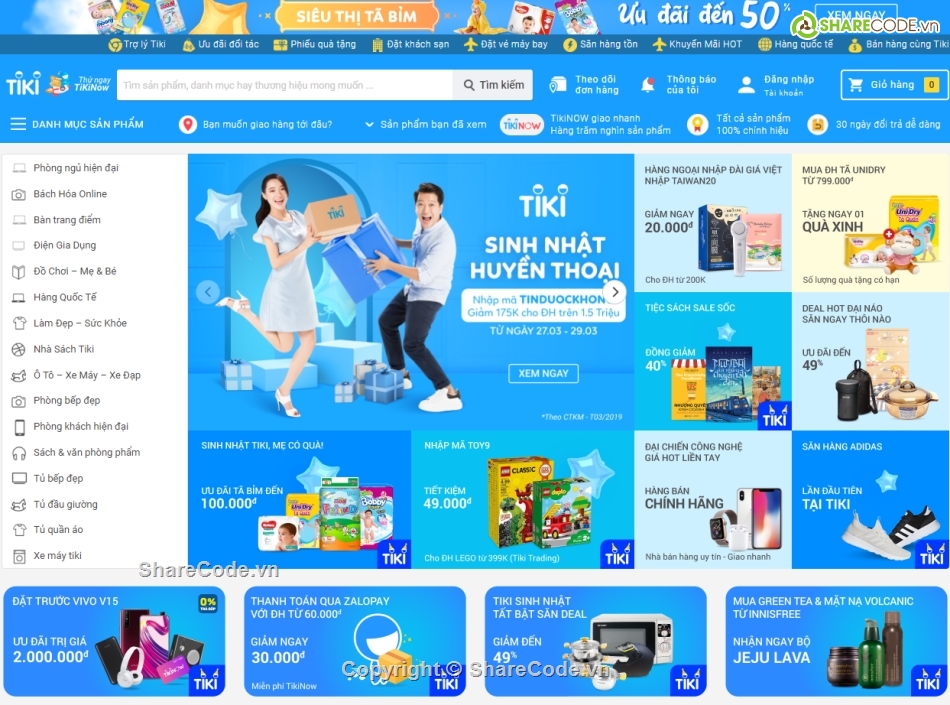 SIÊU THỊ TÃ BỈM
Ưu đãi đến 50%
XEM NGAY
SHARECODE.VN
Trợ lý Tiki
Ưu đãi đối tác
Phiếu quà tặng
Đặt khách sạn
Đặt vé máy bay
Săn hàng tồn
Khuyến Mãi HOT
Hàng quốc tế
Bán hàng cùng Tiki
TIKI
Thử ngay
TiKiNow
Tìm sản phẩm, danh mục hay thương hiệu mong muốn ...
Tìm kiếm
Theo dõi
đơn hàng
Thông báo
của tôi
Đăng nhập
Tài khoản
Giỏ hàng
0
DANH MỤC SẢN PHẨM
Bạn muốn giao hàng tới đâu?
Sản phẩm bạn đã xem
TIKINOW
TikiNOW giao nhanh
Hàng trăm nghìn sản phẩm
Tất cả sản phẩm
100% chính hiệu
30 ngày đổi trả dễ dàng
Phòng ngủ hiện đại
Bách Hóa Online
Bàn trang điểm
Điện Gia Dụng
Đồ Chơi – Mẹ & Bé
Hàng Quốc Tế
Làm Đẹp – Sức Khỏe
Nhà Sách Tiki
Ô Tô – Xe Máy – Xe Đạp
Phòng bếp đẹp
Phòng khách hiện đại
Sách & văn phòng phẩm
Tủ bếp đẹp
Tủ đầu giường
Tủ quần áo
Xe máy tiki
TIKI
TIKI
SINH NHẬT
HUYỀN THOẠI
Nhập mã TINDUOCKHON
Giảm 175K cho ĐH trên 1.5 Triệu
TỪ NGÀY 27.03 - 29.03
XEM NGAY
*Theo CTKM - T03/2019
HÀNG NGOẠI NHẬP ĐÀI GIÁ VIỆT
NHẬP TAIWAN20
GIẢM NGAY
20.000đ
Cho ĐH từ 200K
MUA ĐH TÃ UNIDRY
TỪ 799.000đ
TẶNG NGAY 01
QUÀ XINH
UniDry
Số lượng quà tặng có hạn
TIỆC SÁCH SALE SỐC
ĐỒNG GIẢM
40%
TIKI
DEAL HOT ĐẠI NÁO
SĂN NGAY THÔI NÀO
ƯU ĐÃI ĐẾN
49%
SINH NHẬT TIKI, MẸ CÓ QUÀ!
ƯU ĐÃI TÃ BỈM ĐẾN
100.000đ
UniDry
Bobby
TIKI
NHẬP MÃ TOY9
TIẾT KIỆM
49.000đ
LEGO CLASSIC
duplo
Cho ĐH LEGO từ 399K (Tiki Trading)
TIKI
ĐẠI CHIẾN CÔNG NGHỆ
GIÁ HOT LIỀN TAY
HÀNG BÁN
CHÍNH HÃNG
Nhà bán hàng uy tín - Giao nhanh
SĂN HÀNG ADIDAS
LẦN ĐẦU TIÊN
TẠI TIKI
TIKI
ShareCode.vn
ĐẶT TRƯỚC VIVO V15
0%
ƯU ĐÃI TRỊ GIÁ
2.000.000đ
TIKI
THANH TOÁN QUA ZALOPAY
VỚI ĐH TỪ 60.000đ
GIẢM NGAY
30.000đ
Miễn phí TikiNow
TIKI
TIKI SINH NHẬT
TẤT BẬT SĂN DEAL
GIẢM ĐẾN
49%
TIKI
MUA GREEN TEA & MẶT NẠ VOLCANIC
TỪ INNISFREE
NHẬN NGAY BỘ
JEJU LAVA
TIKI
Copyright © ShareCode.vn